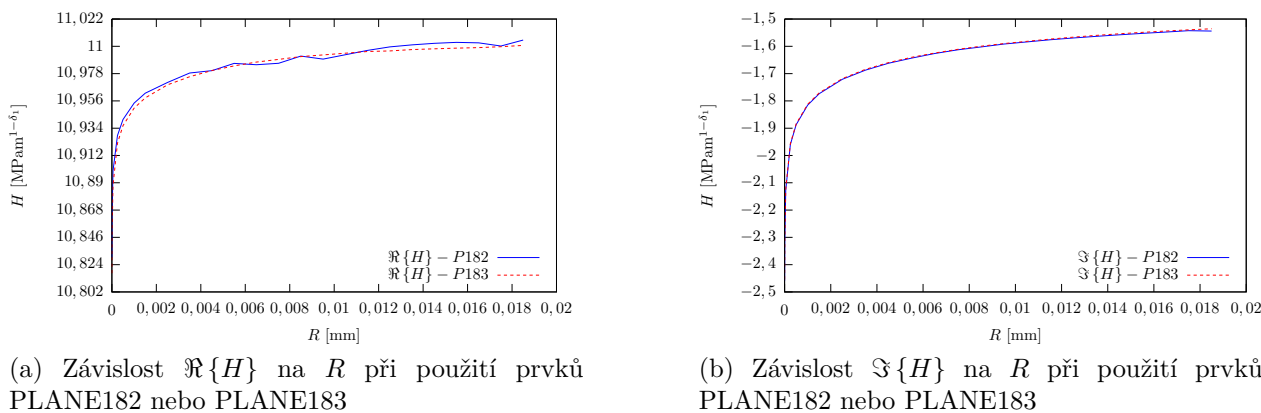 11, 022
11
10, 978
10, 956
10, 934
10, 912
10, 89
10, 868
10, 846
10, 824
10, 802
H [MPam^{1−δ_1}]
ℜ {H} − P182
ℜ {H} − P183
0 0, 002 0, 004 0, 006 0, 008 0, 01 0, 012 0, 014 0, 016 0, 018 0, 02
R [mm]
(a) Závislost ℜ {H} na R při použití prvků
PLANE182 nebo PLANE183
−1, 5
−1, 6
−1, 7
−1, 8
−1, 9
−2
−2, 1
−2, 2
−2, 3
−2, 4
−2, 5
H [MPam^{1−δ_1}]
ℑ {H} − P182
ℑ {H} − P183
0 0, 002 0, 004 0, 006 0, 008 0, 01 0, 012 0, 014 0, 016 0, 018 0, 02
R [mm]
(b) Závislost ℑ {H} na R při použití prvků
PLANE182 nebo PLANE183